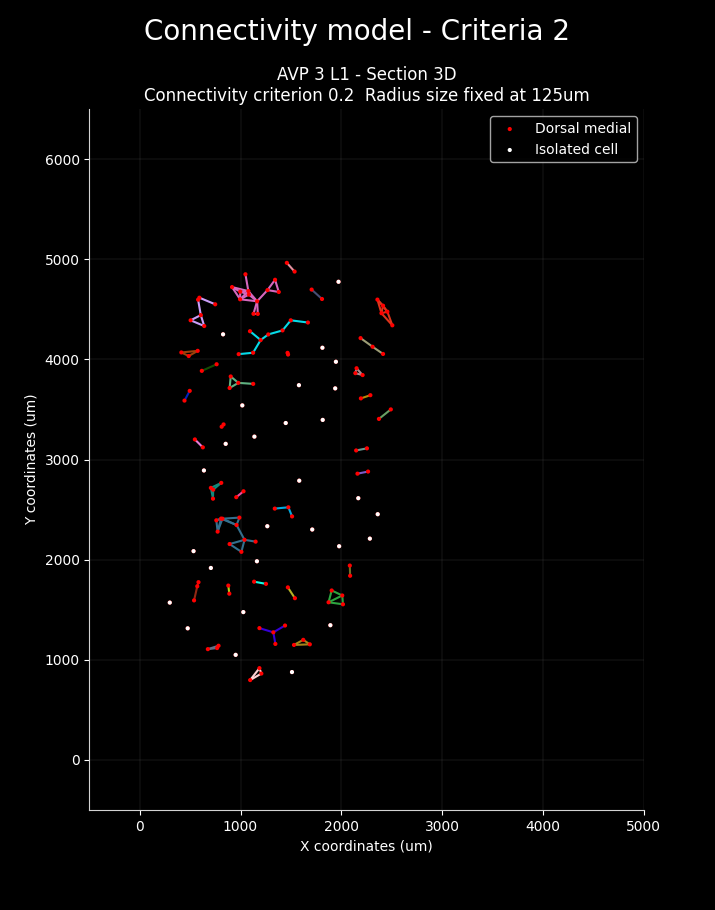 Connectivity model - Criteria 2
AVP 3 L1 - Section 3D
Connectivity criterion 0.2  Radius size fixed at 125um
Dorsal medial
Isolated cell
6000
5000
4000
3000
2000
1000
0
Y coordinates (um)
0 1000 2000 3000 4000 5000
X coordinates (um)